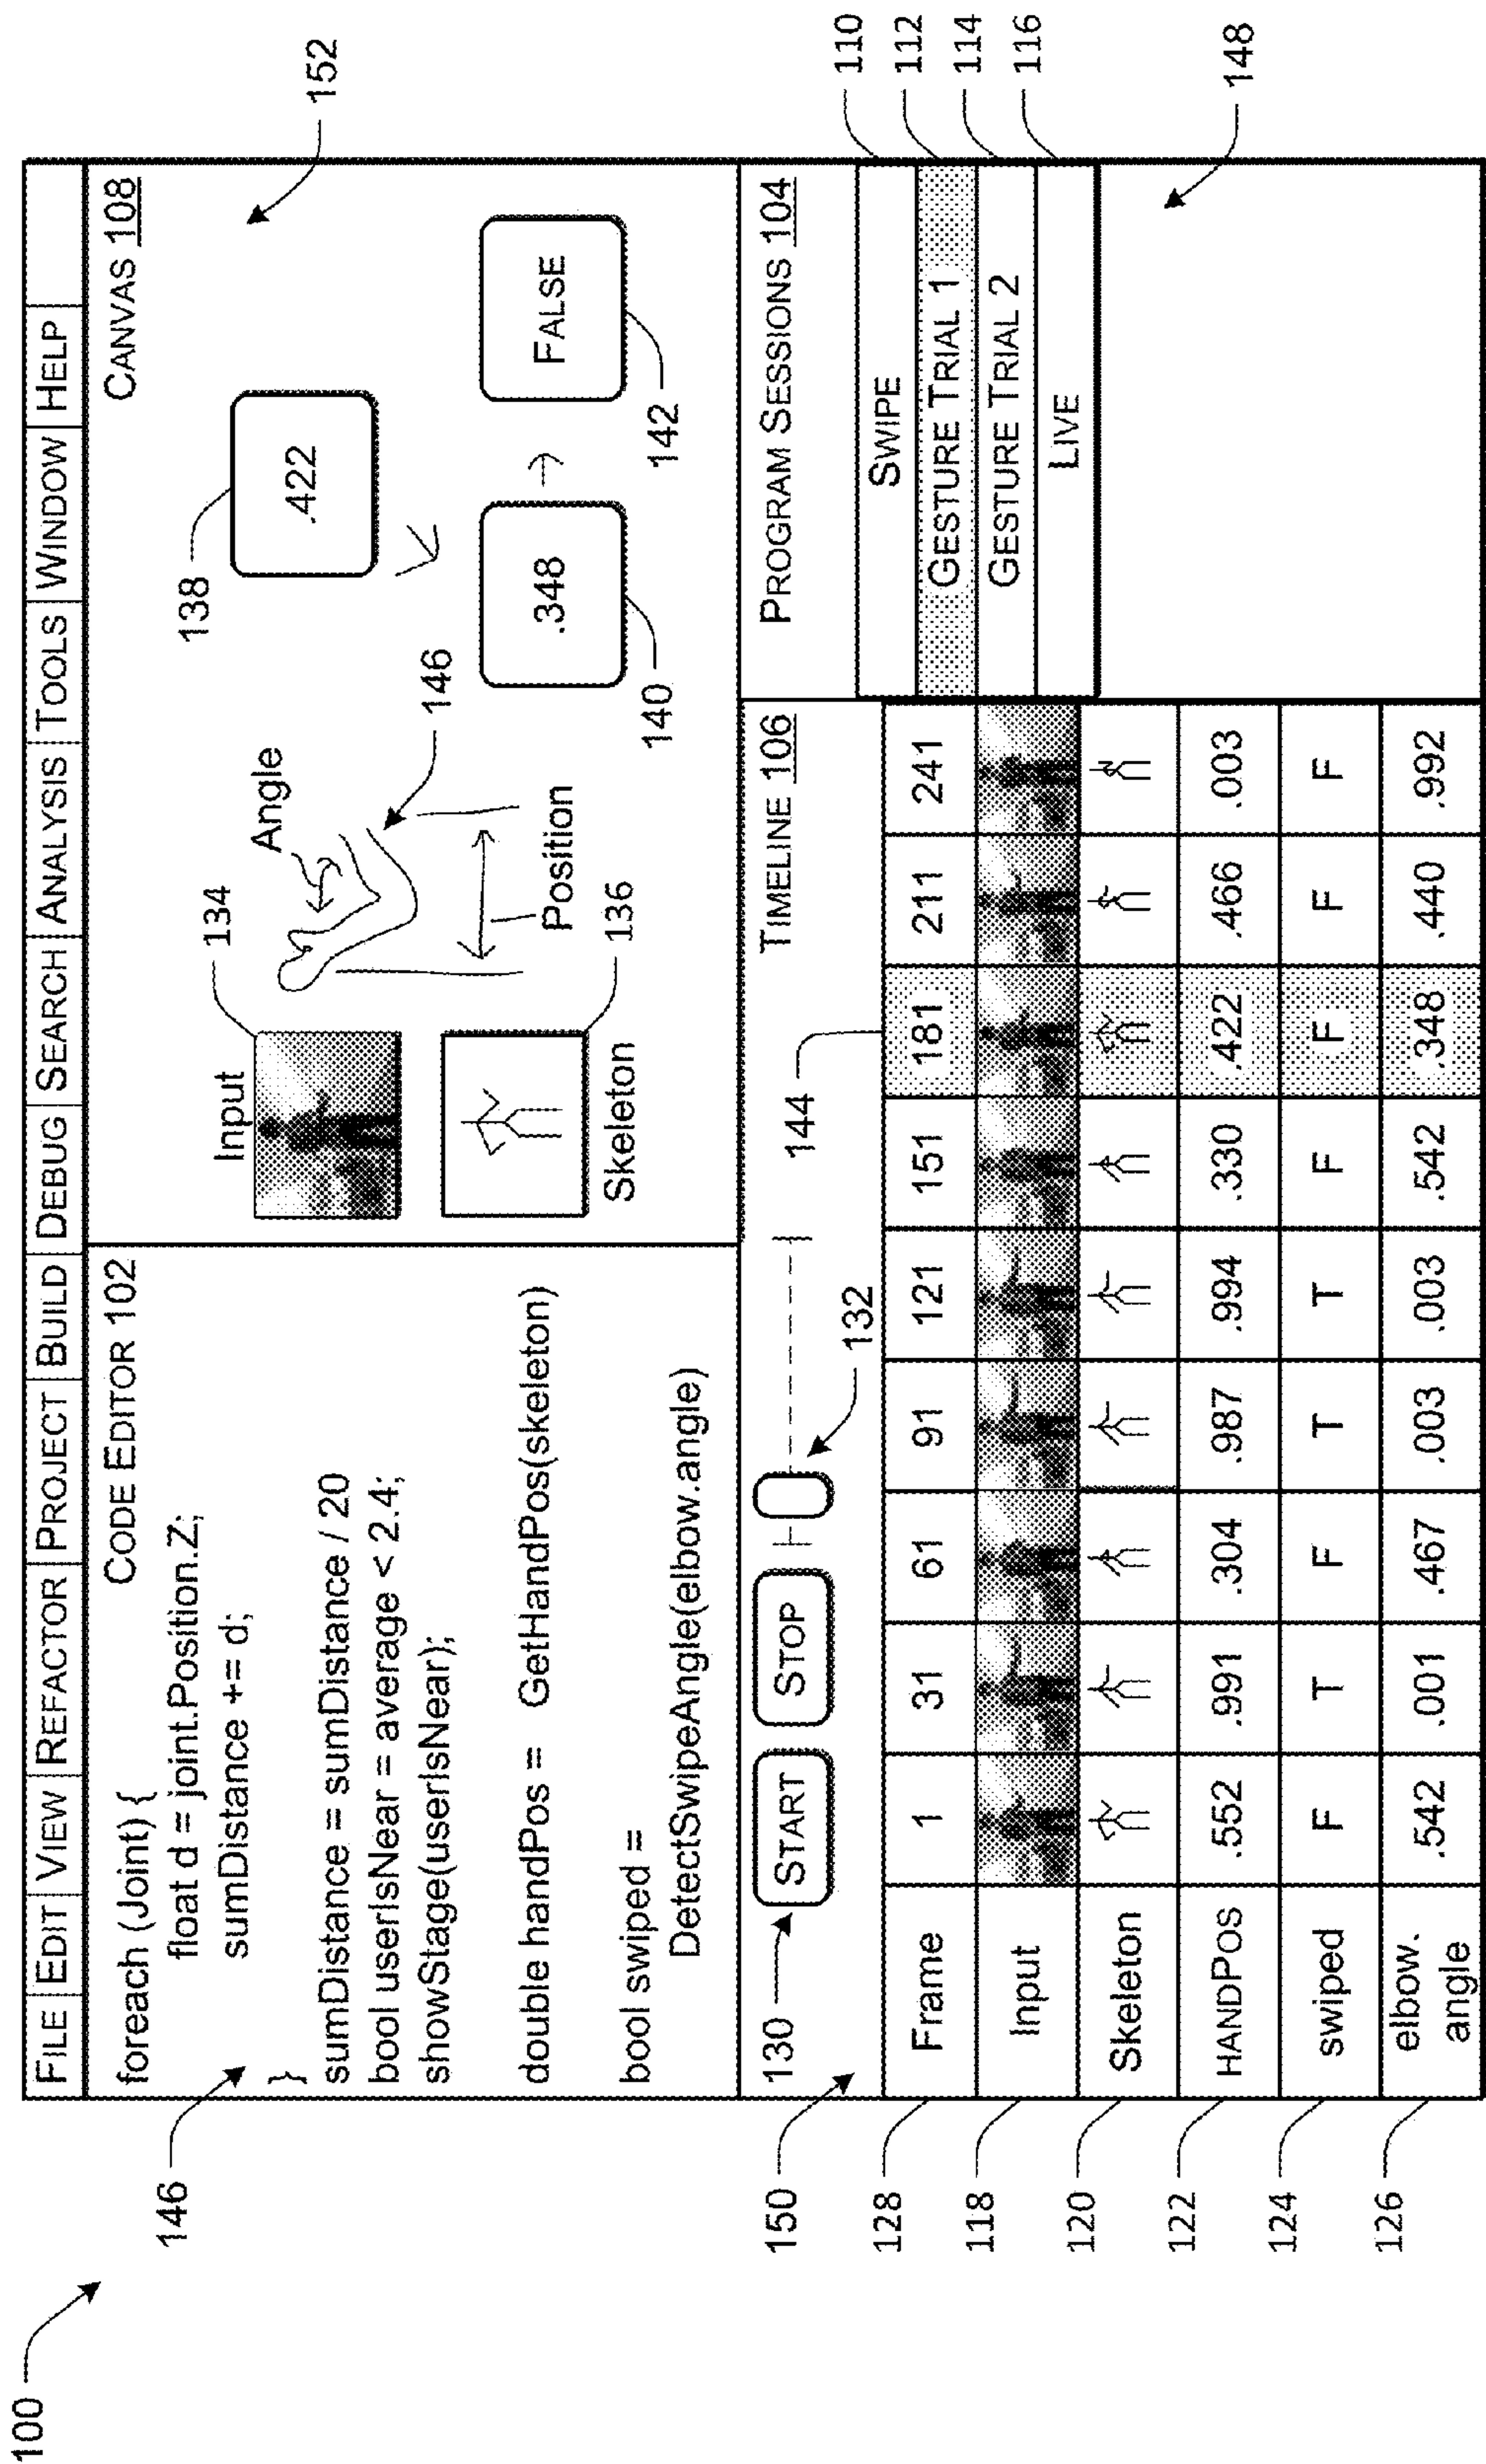 100
FILE EDIT VIEW REFACTOR PROJECT BUILD DEBUG SEARCH ANALYSIS TOOLS WINDOW HELP
146
CODE EDITOR 102
foreach (Joint) {
float d = joint.Position.Z;
sumDistance += d;
}
sumDistance = sumDistance / 20
bool userIsNear = average < 2.4;
showStage(userIsNear);
double handPos = GetHandPos(skeleton)
bool swiped =
DetectSwipeAngle(elbow.angle)
CANVAS 108
152
Input
134
Angle
146
Position
136
Skeleton
138
.422
.348
140
FALSE
142
150
130
START STOP
132
TIMELINE 106
144
128 Frame 1 31 61 91 121 151 181 211 241
118 Input
120 Skeleton
122 HANDPOS .552 .991 .304 .987 .994 .330 .422 .466 .003
124 swiped F T F T T F F F F
126 elbow. angle .542 .001 .467 .003 .003 .542 .348 .440 .992
PROGRAM SESSIONS 104
SWIPE 110
GESTURE TRIAL 1 112
GESTURE TRIAL 2 114
LIVE 116
148